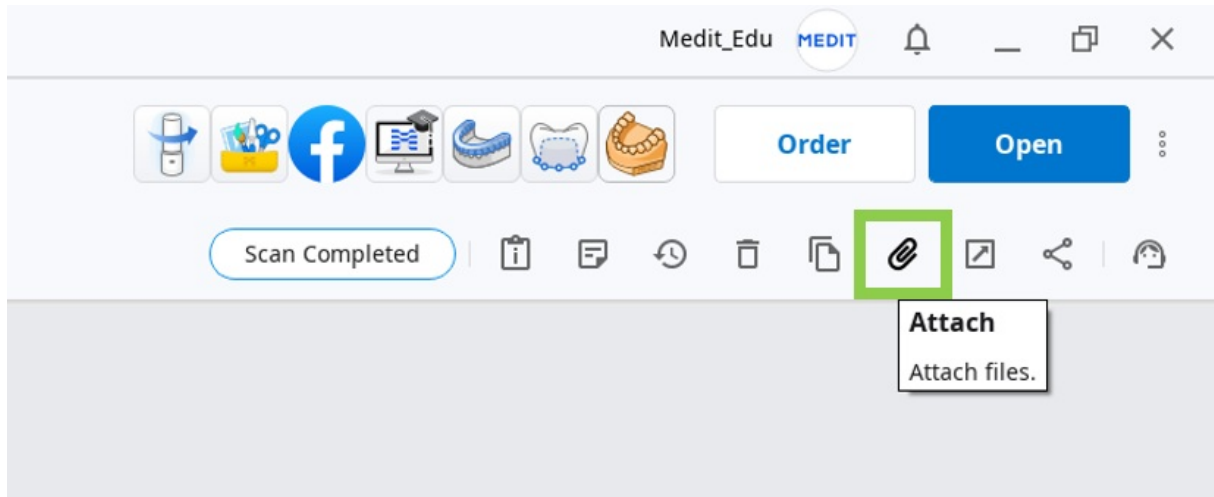 Medit_Edu MEDIT
Order Open
Scan Completed
Attach
Attach files.